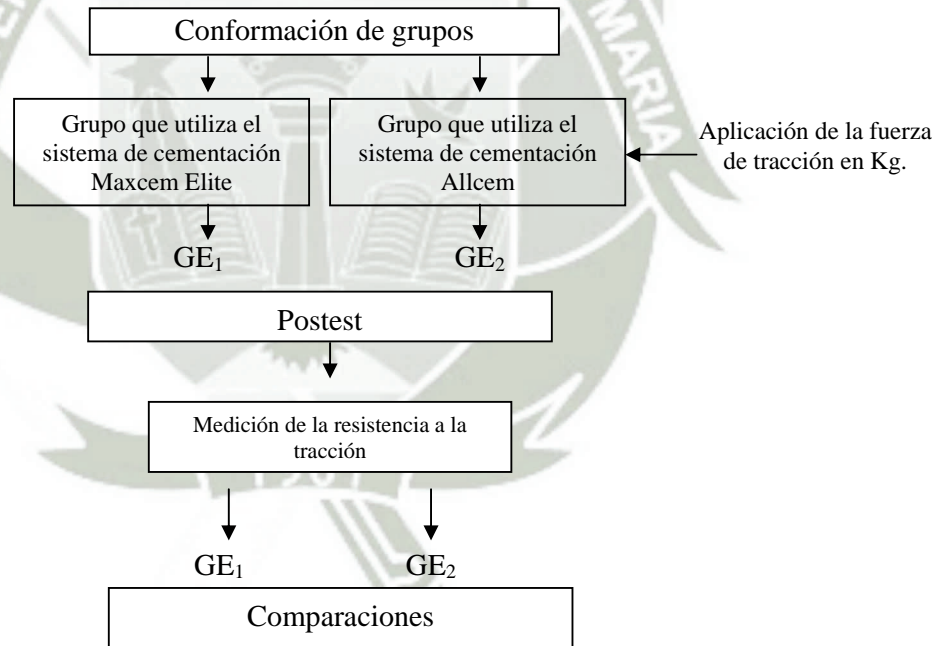 Conformación de grupos
Grupo que utiliza el
sistema de cementación
Maxcem Elite
Grupo que utiliza el
sistema de cementación
Allcem
Aplicación de la fuerza
de tracción en Kg.
GE₁
GE₂
Postest
Medición de la resistencia a la
tracción
GE₁
GE₂
Comparaciones
MARIA